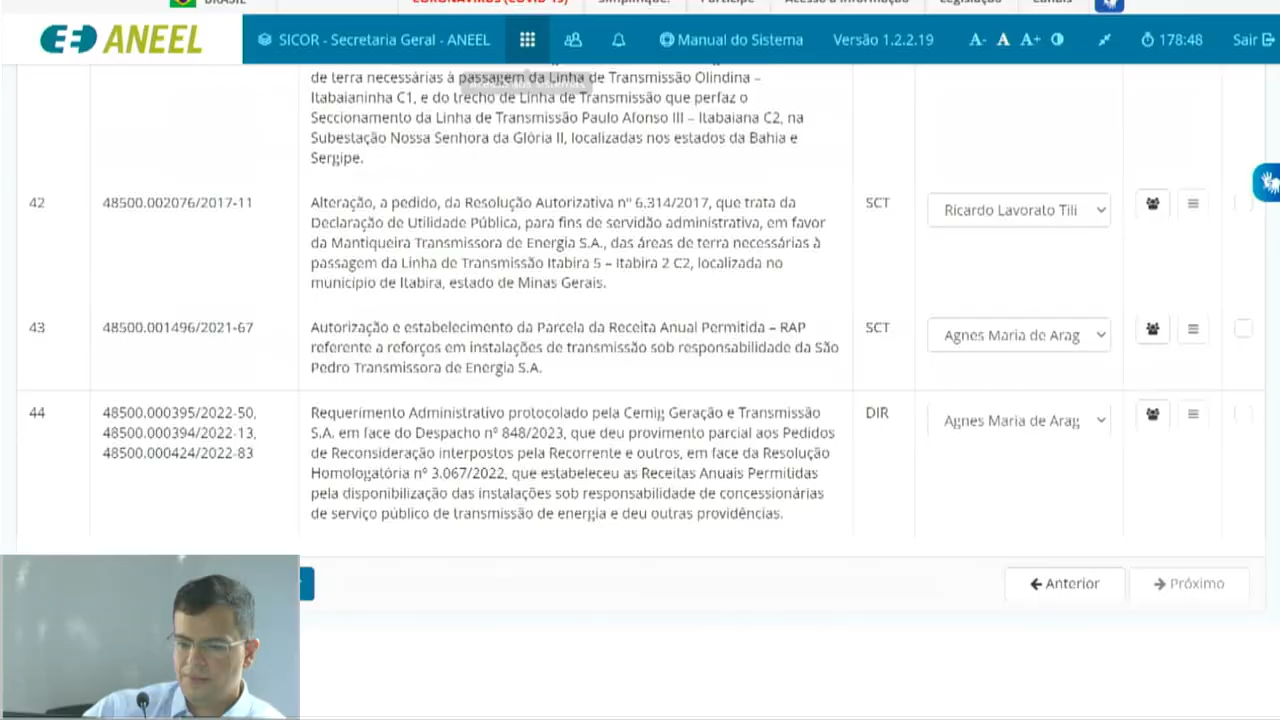 BRASIL CORONAVÍRUS (COVID-19) Simplifique! Participe Acesso à informação Legislação Canais
ANEEL SICOR - Secretaria Geral - ANEEL Manual do Sistema Versão 1.2.2.19 A- A A+ 178:48 Sair
de terra necessárias à passagem da Linha de Transmissão Olindina –
Itabaianinha C1, e do trecho de Linha de Transmissão que perfaz o
Seccionamento da Linha de Transmissão Paulo Afonso III – Itabaiana C2, na
Subestação Nossa Senhora da Glória II, localizadas nos estados da Bahia e
Sergipe.
42 48500.002076/2017-11 Alteração, a pedido, da Resolução Autorizativa nº 6.314/2017, que trata da SCT Ricardo Lavorato Tili
Declaração de Utilidade Pública, para fins de servidão administrativa, em favor
da Mantiqueira Transmissora de Energia S.A., das áreas de terra necessárias à
passagem da Linha de Transmissão Itabira 5 – Itabira 2 C2, localizada no
município de Itabira, estado de Minas Gerais.
43 48500.001496/2021-67 Autorização e estabelecimento da Parcela da Receita Anual Permitida – RAP SCT Agnes Maria de Arag
referente a reforços em instalações de transmissão sob responsabilidade da São
Pedro Transmissora de Energia S.A.
44 48500.000395/2022-50, Requerimento Administrativo protocolado pela Cemig Geração e Transmissão DIR Agnes Maria de Arag
48500.000394/2022-13, S.A. em face do Despacho nº 848/2023, que deu provimento parcial aos Pedidos
48500.000424/2022-83 de Reconsideração interpostos pela Recorrente e outros, em face da Resolução
Homologatória nº 3.067/2022, que estabeleceu as Receitas Anuais Permitidas
pela disponibilização das instalações sob responsabilidade de concessionárias
de serviço público de transmissão de energia e deu outras providências.
Anterior Próximo